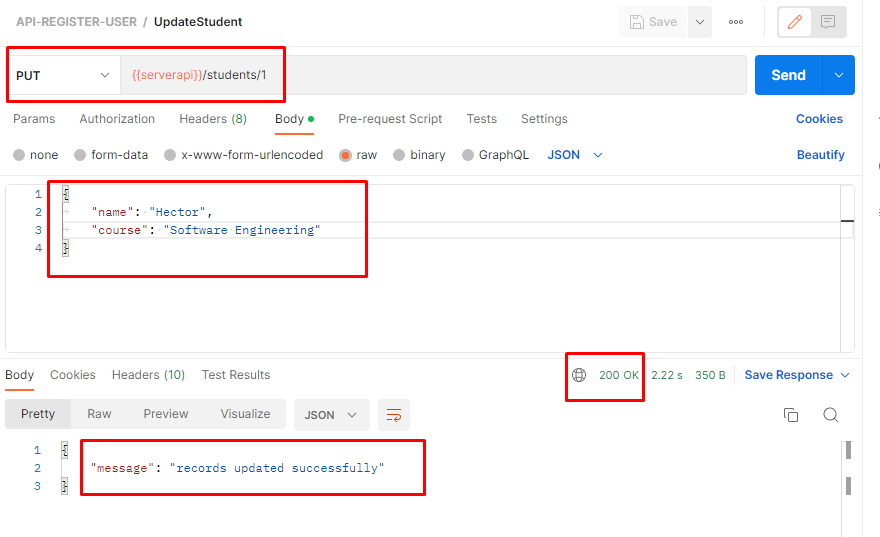 API-REGISTER-USER / UpdateStudent
Save
PUT
{{serverapi}}/students/1
Send
Params Authorization Headers (8) Body Pre-request Script Tests Settings Cookies
none form-data x-www-form-urlencoded raw binary GraphQL JSON Beautify
1 {
2 "name": "Hector",
3 "course": "Software Engineering"
4 }
Body Cookies Headers (10) Test Results 200 OK 2.22 s 350 B Save Response
Pretty Raw Preview Visualize JSON
1 {
2 "message": "records updated successfully"
3 }